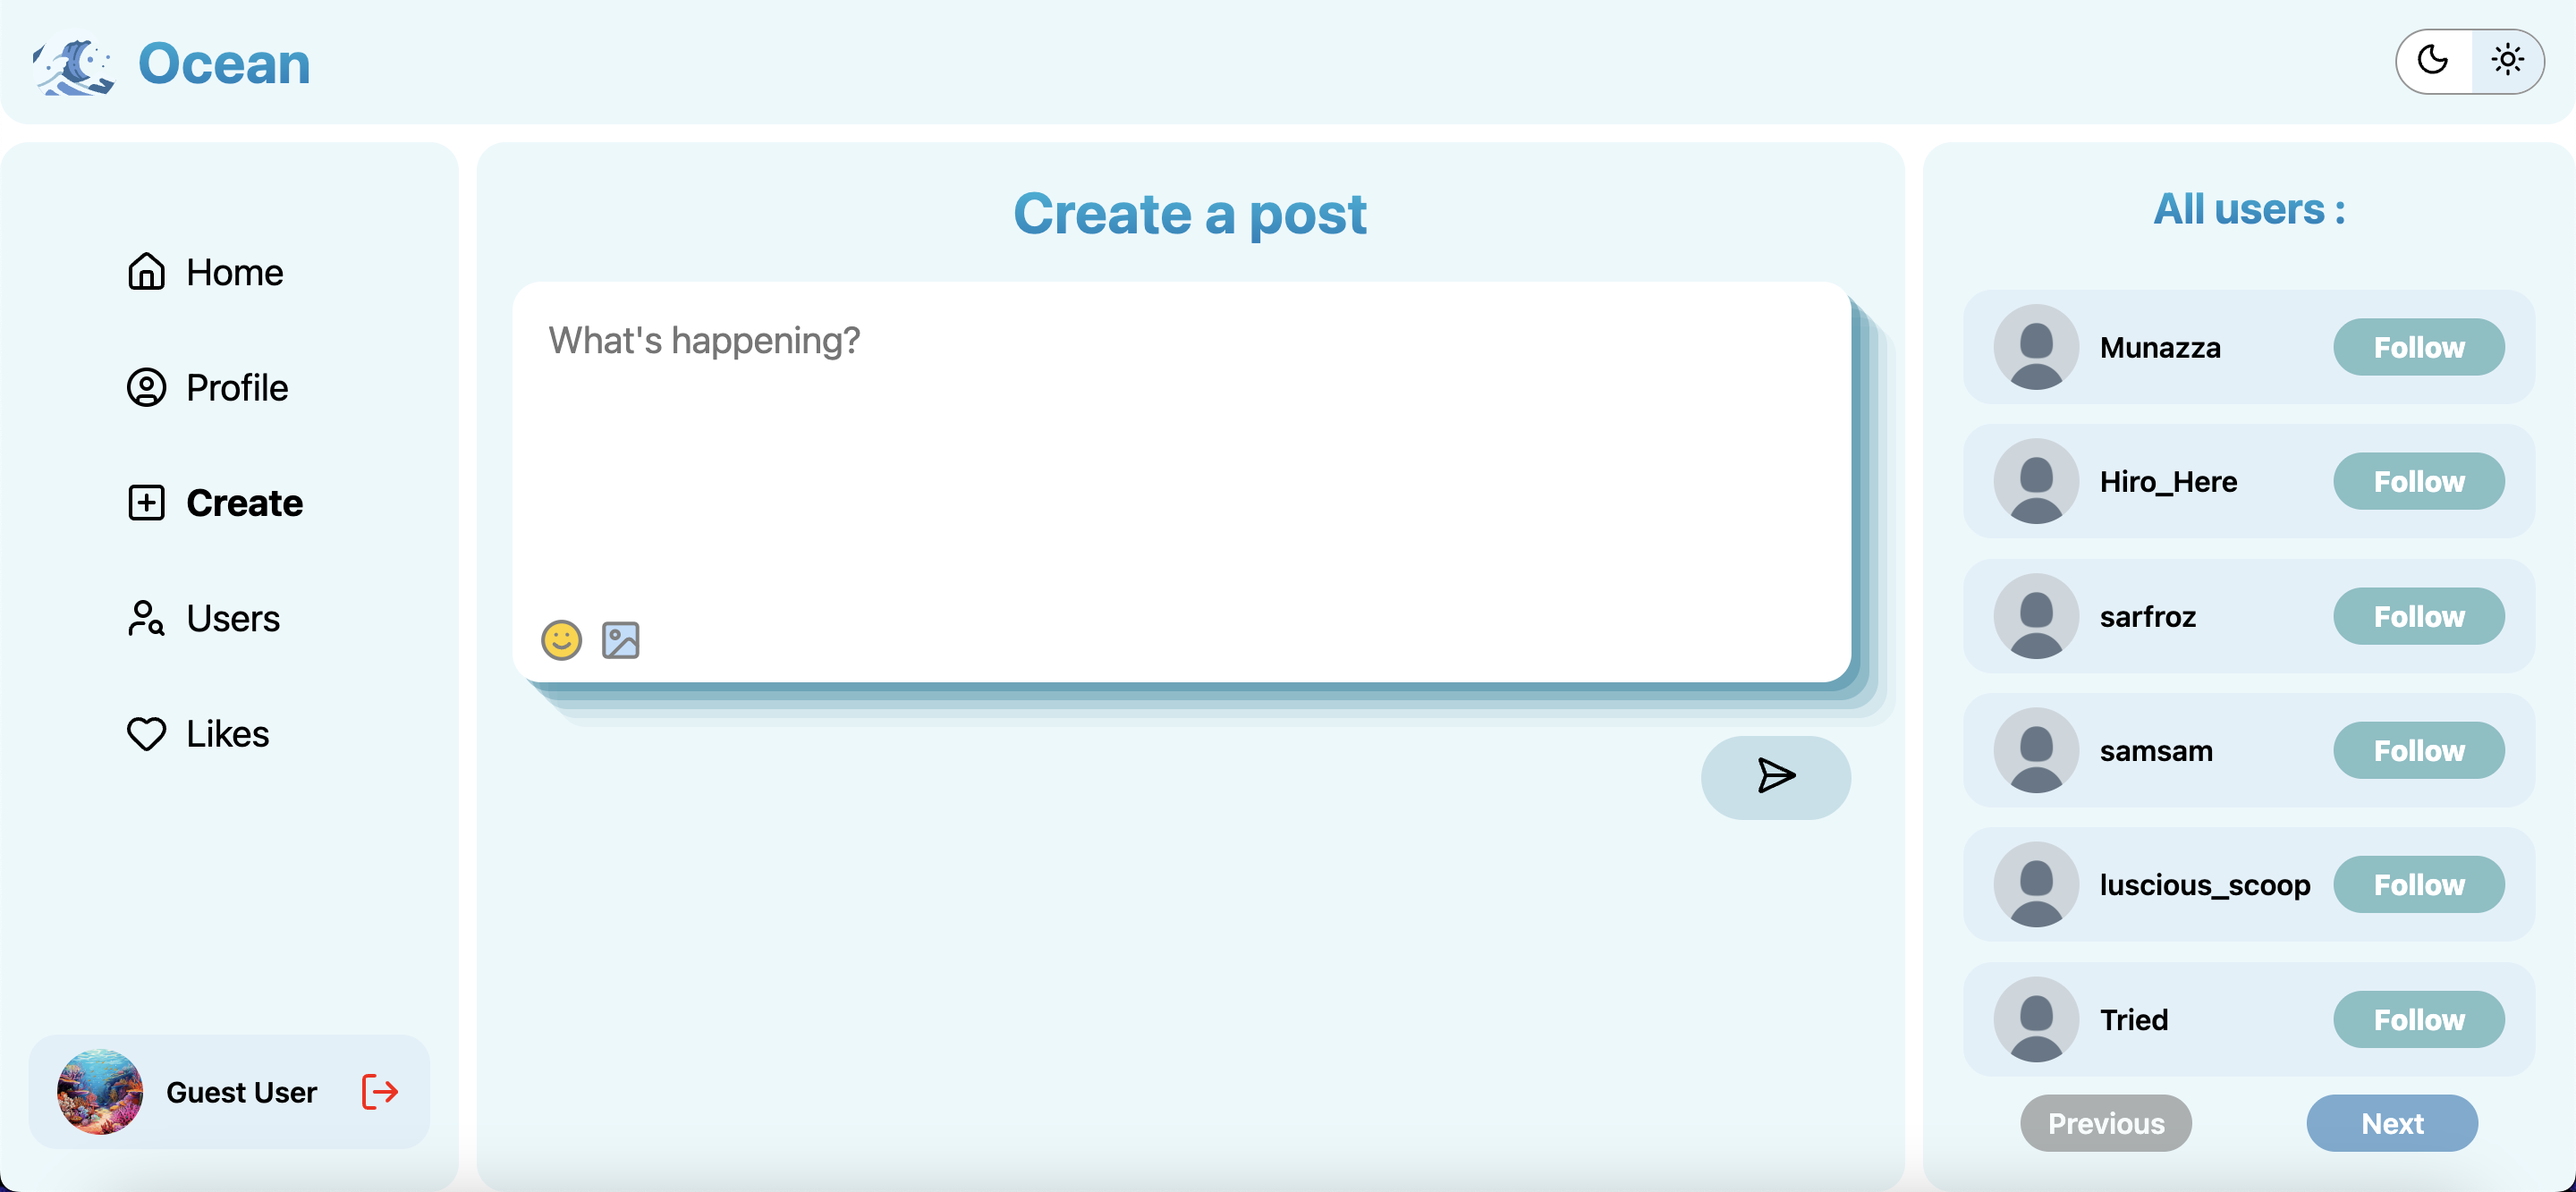 Ocean
Home
Profile
Create
Users
Likes
Guest User
Create a post
What's happening?
All users :
Munazza Follow
Hiro_Here Follow
sarfroz Follow
samsam Follow
luscious_scoop Follow
Tried Follow
Previous Next